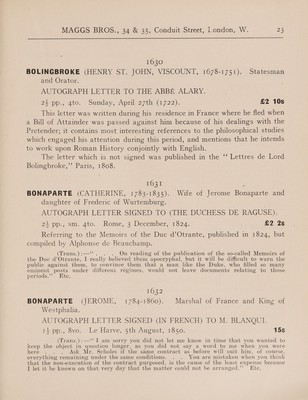 MAGGS BROS., 34 & 35, Conduit Street, London, W. 23
1630
BOLINGBROKE (HENRY ST. JOHN, VISCOUNT, 1678-1751). Statesman
and Orator.
AUTOGRAPH LETTER TO THE ABBE ALARY.
2½ pp., 4to. Sunday, April 27th (1722). £2 10s
This letter was written during his residence in France where he fled when
a Bill of Attainder was passed against him because of his dealings with the
Pretender; it contains most interesting references to the philosophical studies
which engaged his attention during this period, and mentions that he intends
to work upon Roman History conjointly with English.
The letter which is not signed was published in the "Lettres de Lord
Bolingbroke," Paris, 1808.
1631
BONAPARTE (CATHERINE, 1783-1835). Wife of Jerome Bonaparte and
daughter of Frederic of Wurtemburg.
AUTOGRAPH LETTER SIGNED TO (THE DUCHESS DE RAGUSE).
2½ pp., sm. 4to. Rome, 3 December, 1824. £2 2s
Referring to the Memoirs of the Duc d'Otrante, published in 1824, but
compiled by Alphonse de Beauchamp.
(Trans.):—" . . . On reading of the publication of the so-called Memoirs of
the Duc d'Otrante, I really believed them apocryphal, but it will be difficult to warn the
public against them, to convince them that a man like the Duke, who filled so many
eminent posts under different régimes, would not leave documents relating to those
periods." Etc.
1632
BONAPARTE (JEROME, 1784-1860). Marshal of France and King of
Westphalia.
AUTOGRAPH LETTER SIGNED (IN FRENCH) TO M. BLANQUI.
1½ pp., 8vo. Le Harve, 5th August, 1850. 15s
(Trans.):—" I am sorry you did not let me know in time that you wanted to
keep the object in question longer, as you did not say a word to me when you were
here . . . Ask Mr. Scholes if the same contract as before will suit him, of course,
everything remaining under the same conditions. . . . You are mistaken when you think
that the non-execution of the contract purposed, is the cause of the least expense because
I let it be known on that very day that the matter could not be arranged." Etc.